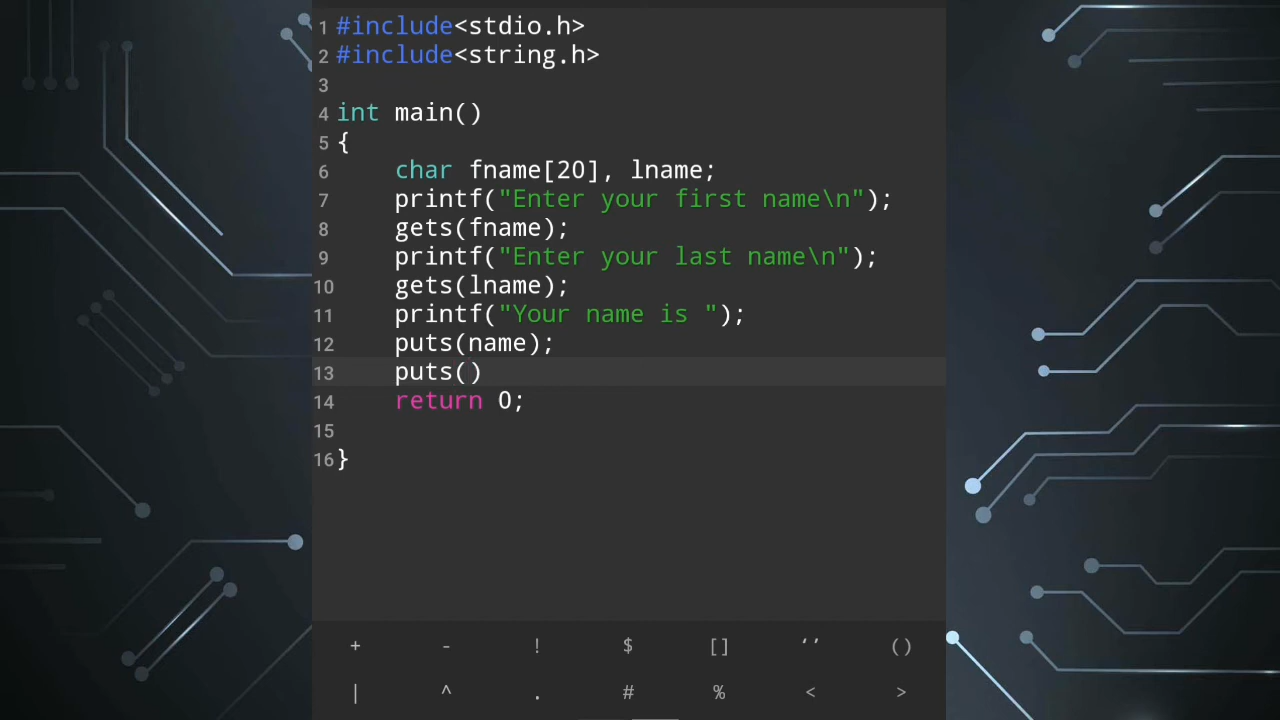 1 #include<stdio.h>
2 #include<string.h>
3
4 int main()
5 {
6     char fname[20], lname;
7     printf("Enter your first name\n");
8     gets(fname);
9     printf("Enter your last name\n");
10     gets(lname);
11     printf("Your name is ");
12     puts(name);
13     puts()
14     return 0;
15
16 }
+ - ! $ [] ‘’ ()
| ^ . # % < >